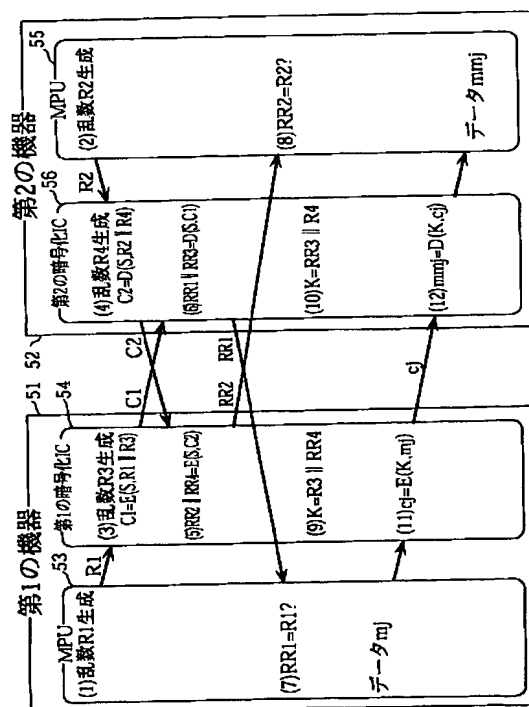 第1の機器
51
53
MPU
(1)乱数R1生成
(7)RR1=R1?
データmj
R1
54
第1の暗号化IC
(3)乱数R3生成
C1=E(S,R1 ‖ R3)
(5)RR2 ‖ RR4=E(S,C2)
(9)K=R3 ‖ RR4
(11)cj=E(K,mj)
C1
C2
RR2
RR1
cj
第2の機器
52
56
第2の暗号化IC
(4)乱数R4生成
C2=D(S,R2 ‖ R4)
(6)RR1 ‖ RR3=D(S,C1)
(10)K=RR3 ‖ R4
(12)mmj=D(K,cj)
R2
55
MPU
(2)乱数R2生成
(8)RR2=R2?
データmmj